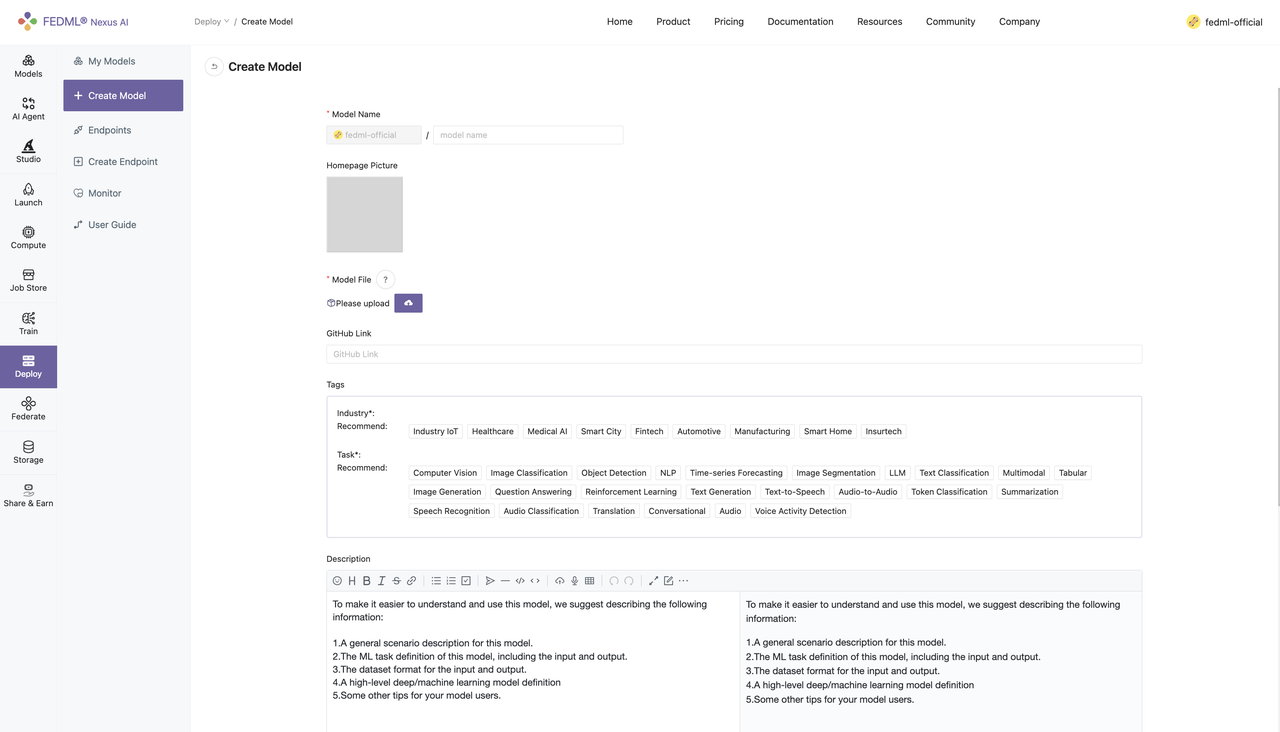 FEDML® Nexus AI
Deploy / Create Model
Home Product Pricing Documentation Resources Community Company
fedml-official
Models
AI Agent
Studio
Launch
Compute
Job Store
Train
Deploy
Federate
Storage
Share & Earn
My Models
Create Model
Endpoints
Create Endpoint
Monitor
User Guide
Create Model
* Model Name
fedml-official / model name
Homepage Picture
* Model File ?
Please upload
GitHub Link
GitHub Link
Tags
Industry*:
Recommend: Industry IoT Healthcare Medical AI Smart City Fintech Automotive Manufacturing Smart Home Insurtech
Task*:
Recommend: Computer Vision Image Classification Object Detection NLP Time-series Forecasting Image Segmentation LLM Text Classification Multimodal Tabular
Image Generation Question Answering Reinforcement Learning Text Generation Text-to-Speech Audio-to-Audio Token Classification Summarization
Speech Recognition Audio Classification Translation Conversational Audio Voice Activity Detection
Description
To make it easier to understand and use this model, we suggest describing the following
information:
1.A general scenario description for this model.
2.The ML task definition of this model, including the input and output.
3.The dataset format for the input and output.
4.A high-level deep/machine learning model definition
5.Some other tips for your model users.
To make it easier to understand and use this model, we suggest describing the following
information:
1.A general scenario description for this model.
2.The ML task definition of this model, including the input and output.
3.The dataset format for the input and output.
4.A high-level deep/machine learning model definition
5.Some other tips for your model users.